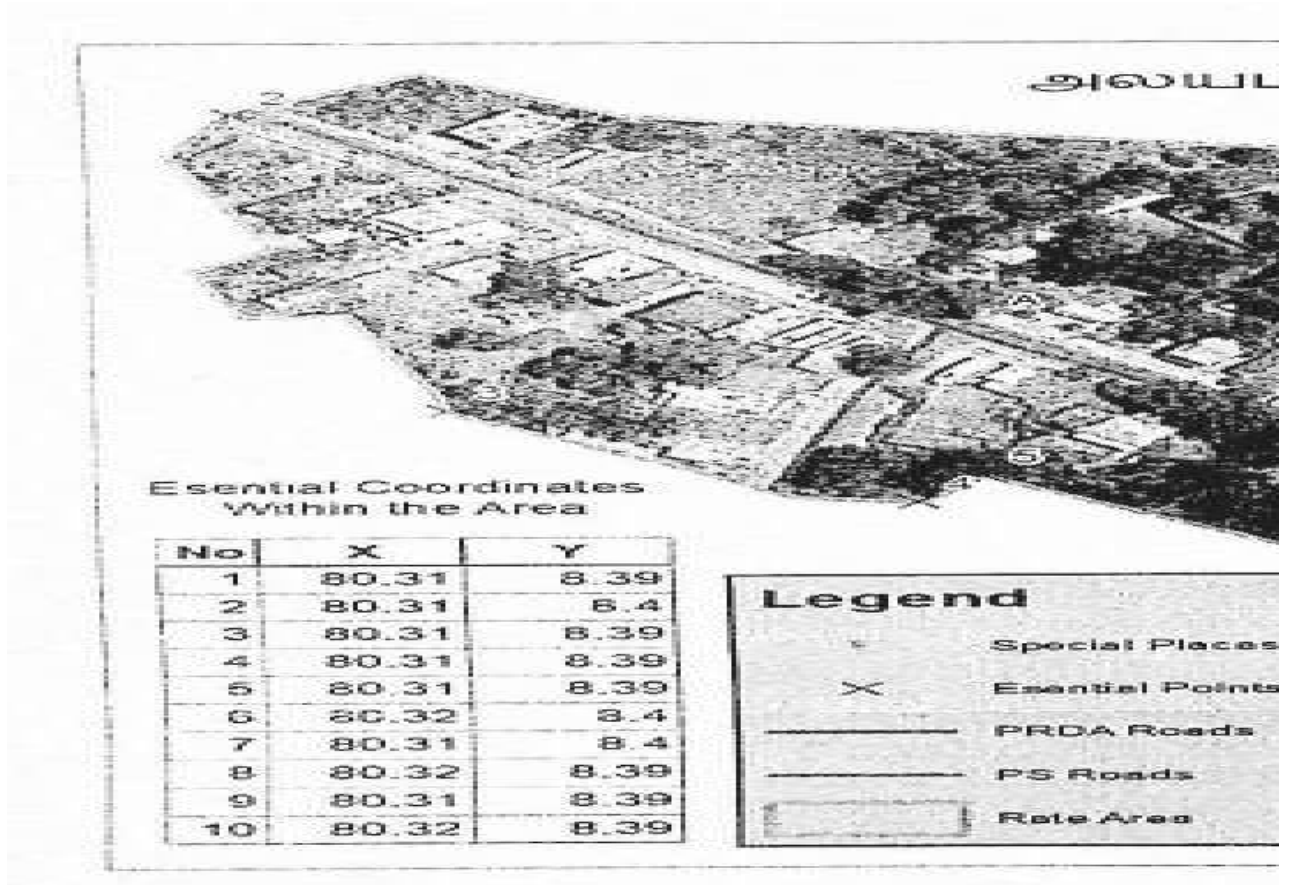 2
3
4
Esential Coordinates
Within the Area
No X Y
1 80.31 8.39
2 80.31 8.4
3 80.31 8.39
4 80.31 8.39
5 80.31 8.39
6 80.32 8.4
7 80.31 8.4
8 80.32 8.39
9 80.31 8.39
10 80.32 8.39
Legend
Special Places
Esential Points
PRDA Roads
PS Roads
Rate Area